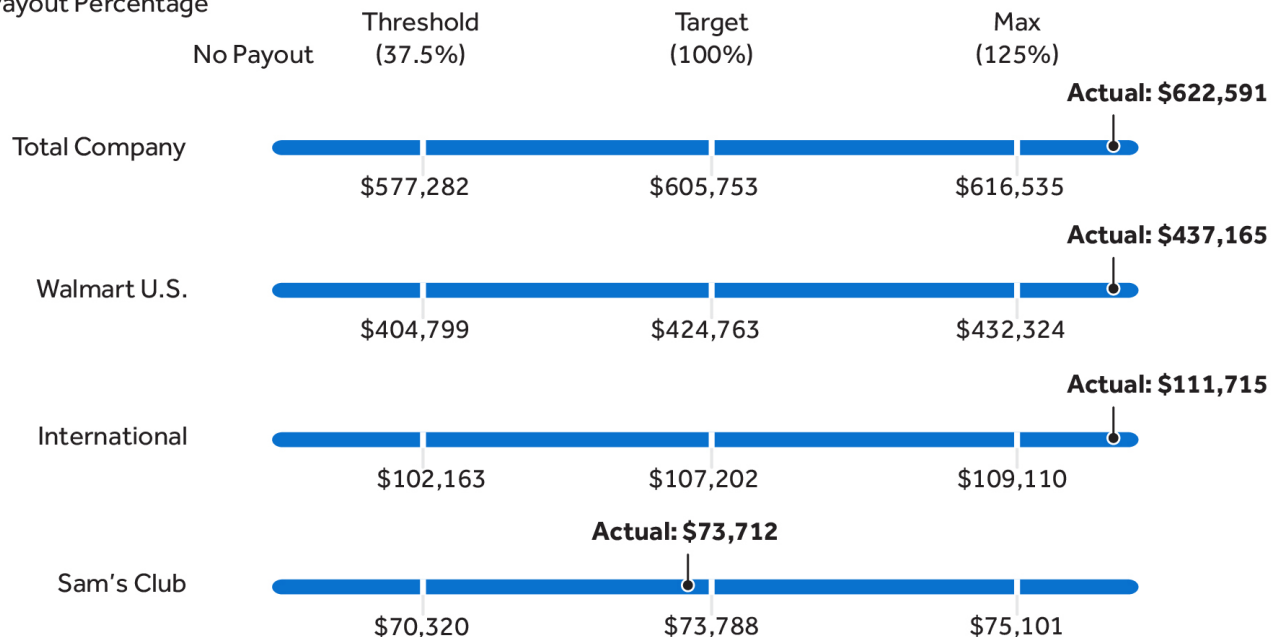 Payout Percentage
No Payout
Threshold
(37.5%)
Target
(100%)
Max
(125%)
Actual: $622,591
Total Company
$577,282
$605,753
$616,535
Actual: $437,165
Walmart U.S.
$404,799
$424,763
$432,324
Actual: $111,715
International
$102,163
$107,202
$109,110
Actual: $73,712
Sam's Club
$70,320
$73,788
$75,101